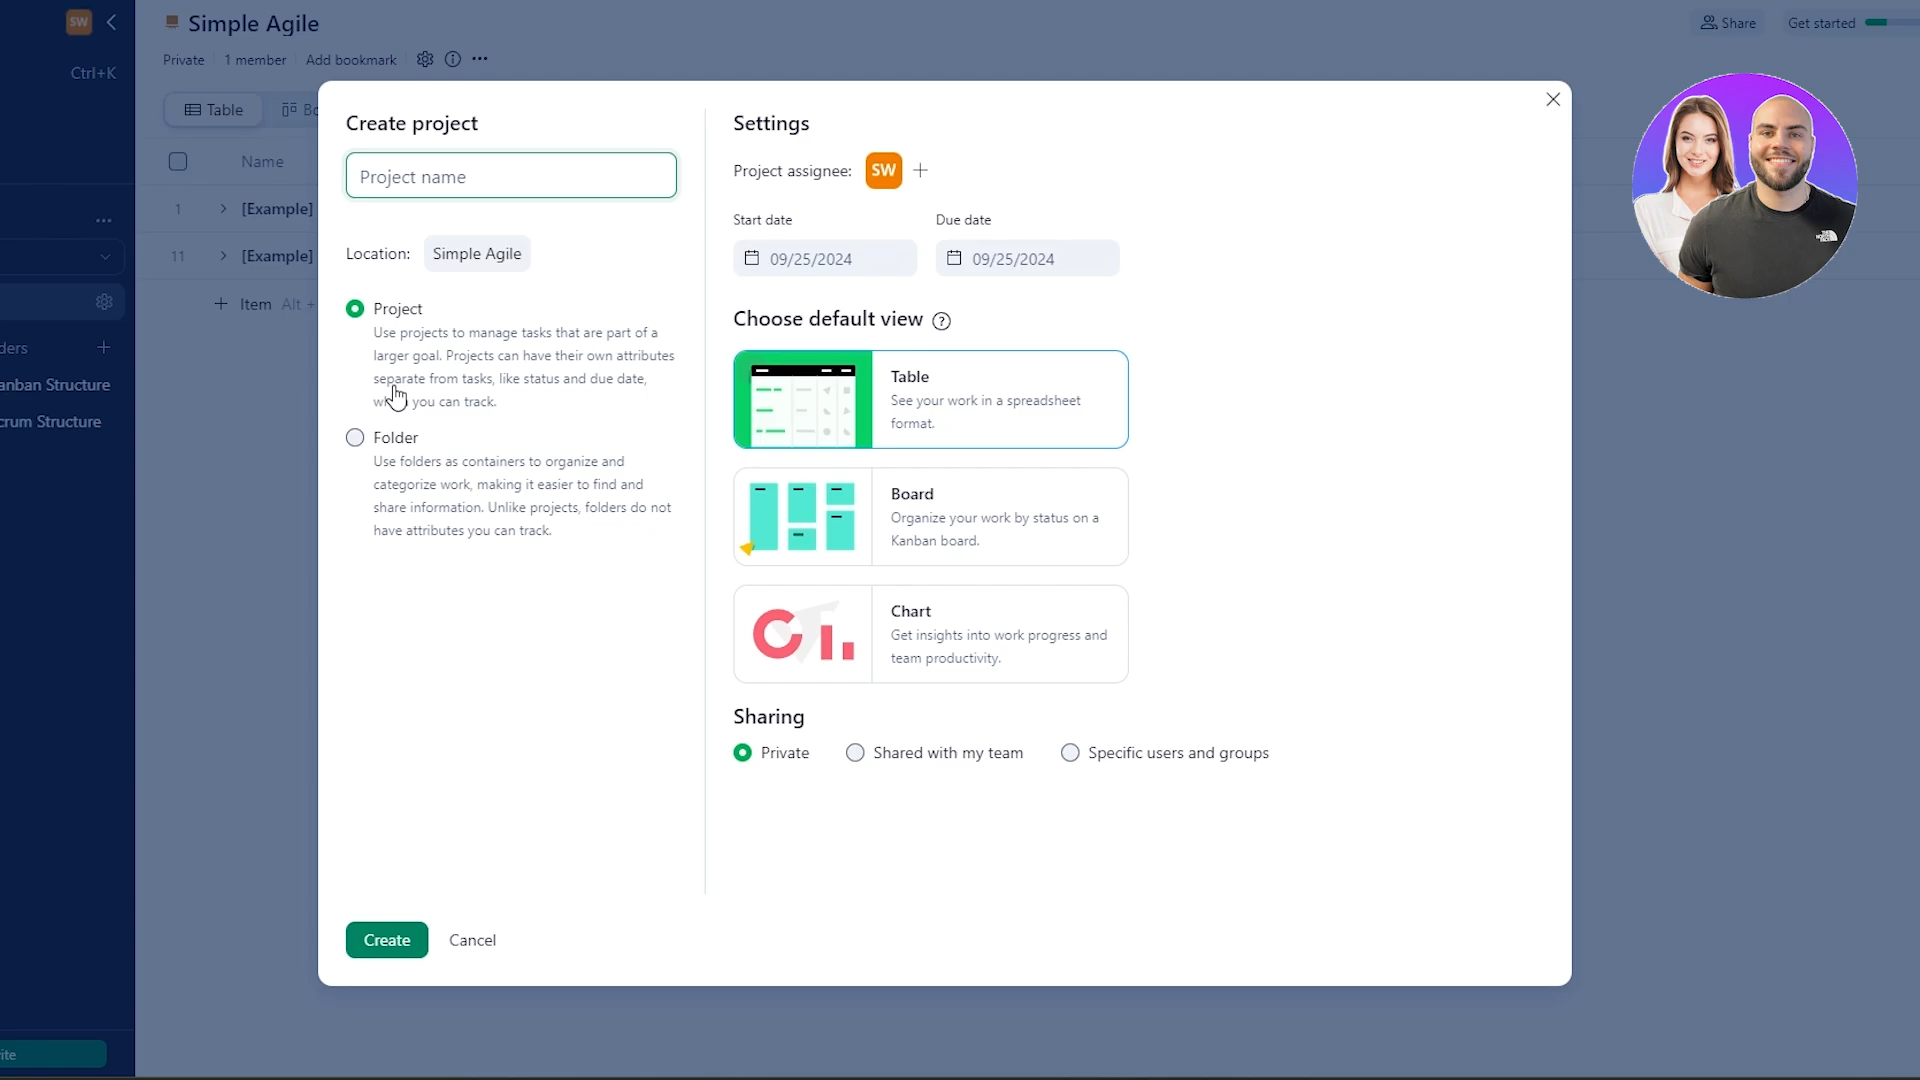 SW
Simple Agile
Share
Get started
Private
1 member
Add bookmark
Ctrl+K
Table
Name
1
[Example]
11
[Example]
Item Alt +
ders
anban Structure
crum Structure
ite
Create project
Project name
Location:
Simple Agile
Project
Use projects to manage tasks that are part of a
larger goal. Projects can have their own attributes
separate from tasks, like status and due date,
you can track.
Folder
Use folders as containers to organize and
categorize work, making it easier to find and
share information. Unlike projects, folders do not
have attributes you can track.
Create
Cancel
Settings
Project assignee:
SW
Start date
Due date
09/25/2024
09/25/2024
Choose default view
Table
See your work in a spreadsheet
format.
Board
Organize your work by status on a
Kanban board.
Chart
Get insights into work progress and
team productivity.
Sharing
Private
Shared with my team
Specific users and groups